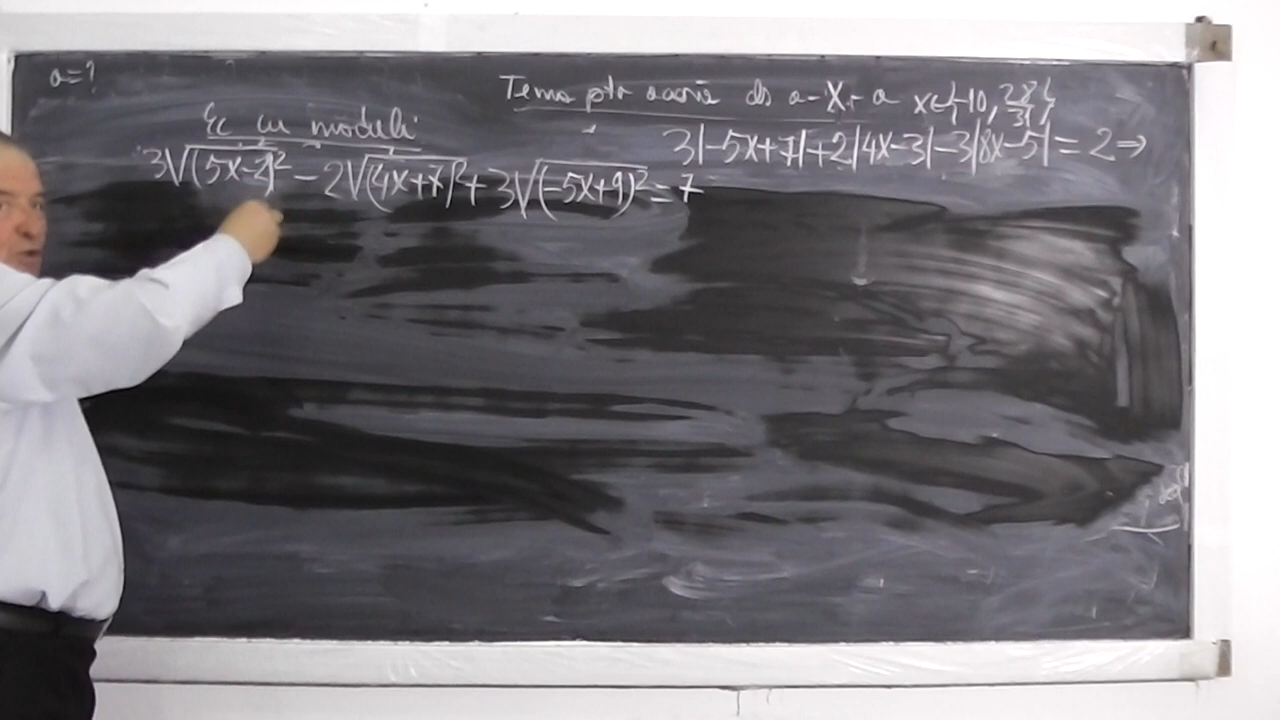 a=?
Tema ptr acasă ds a-X-a x∈{-10, 28/31}
Ec cu moduli
3|-5x+7|+2|4x-3|-3|8x-5|=2⇒
3√(5x-2)²-2√(4x+7)²+3√(-5x+9)²=7